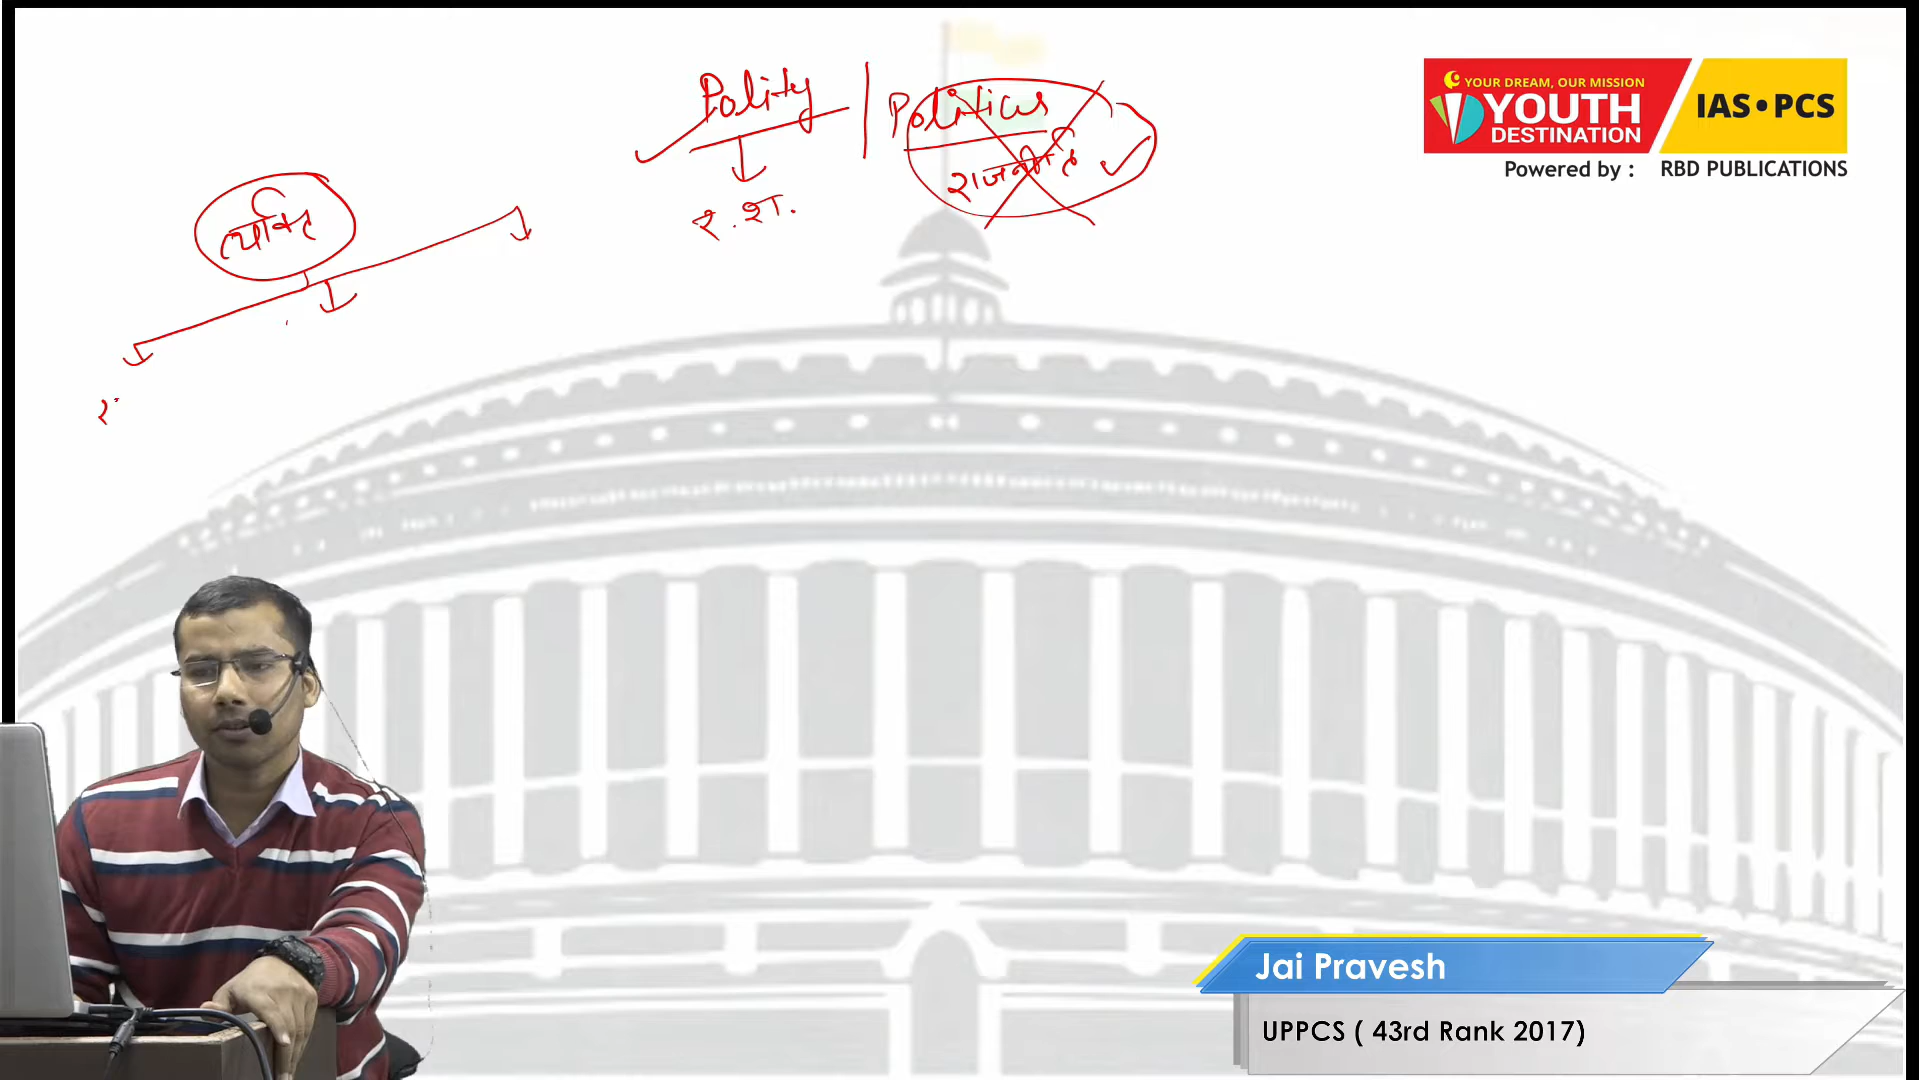 Polity | Politics
राजनीति
र. शा.
व्यक्ति
YOUR DREAM, OUR MISSION
YOUTH
DESTINATION
IAS • PCS
Powered by : RBD PUBLICATIONS
Jai Pravesh
UPPCS ( 43rd Rank 2017)